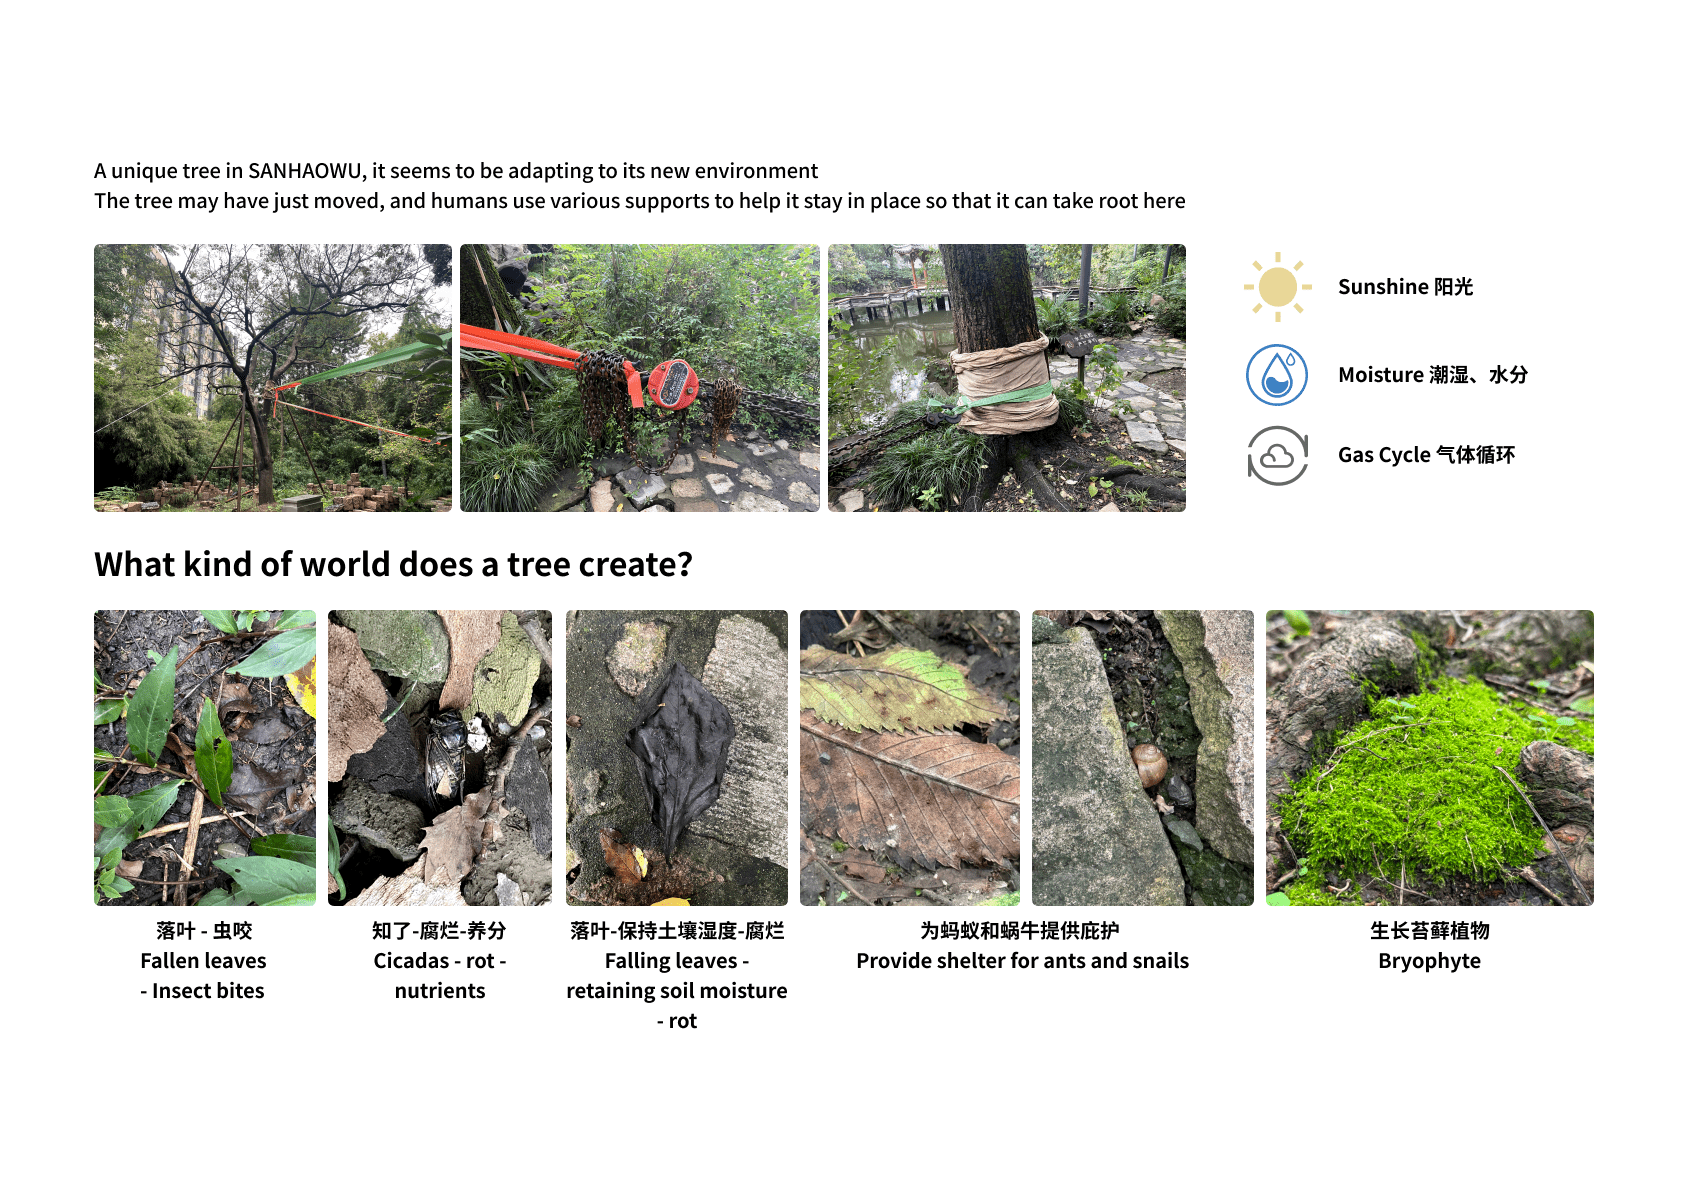 A unique tree in SANHAOWU, it seems to be adapting to its new environment
The tree may have just moved, and humans use various supports to help it stay in place so that it can take root here
Sunshine 阳光
Moisture 潮湿、水分
Gas Cycle 气体循环
What kind of world does a tree create?
落叶 - 虫咬
Fallen leaves
- Insect bites
知了-腐烂-养分
Cicadas - rot -
nutrients
落叶-保持土壤湿度-腐烂
Falling leaves -
retaining soil moisture
- rot
为蚂蚁和蜗牛提供庇护
Provide shelter for ants and snails
生长苔藓植物
Bryophyte